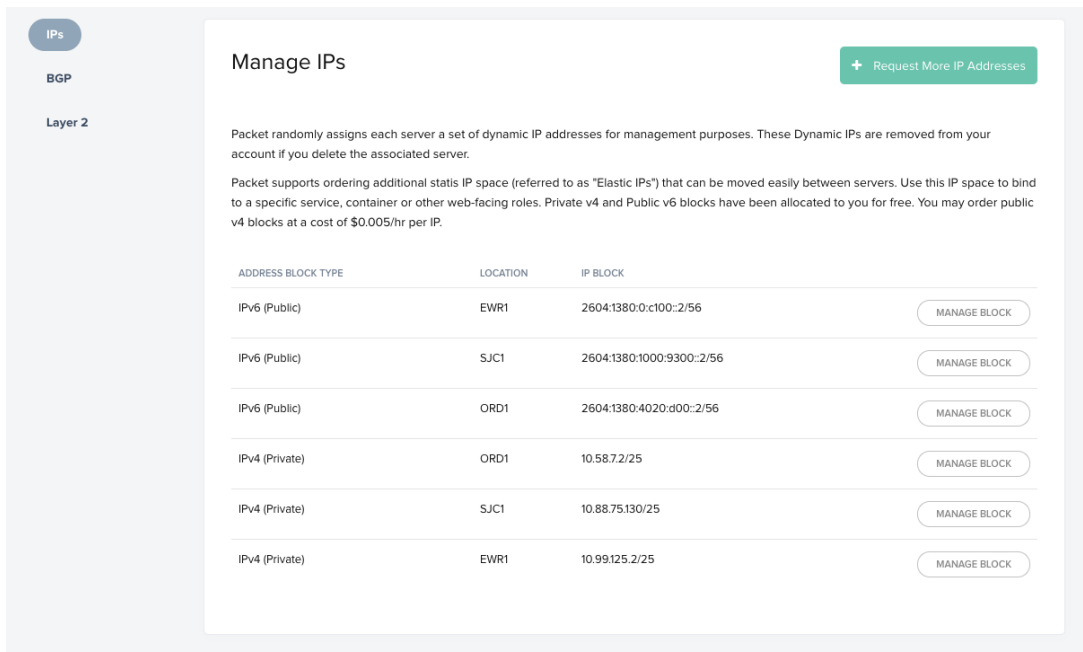 IPs
BGP
Layer 2
Manage IPs
+ Request More IP Addresses
Packet randomly assigns each server a set of dynamic IP addresses for management purposes. These Dynamic IPs are removed from your
account if you delete the associated server.
Packet supports ordering additional statis IP space (referred to as "Elastic IPs") that can be moved easily between servers. Use this IP space to bind
to a specific service, container or other web-facing roles. Private v4 and Public v6 blocks have been allocated to you for free. You may order public
v4 blocks at a cost of $0.005/hr per IP.
ADDRESS BLOCK TYPE LOCATION IP BLOCK
IPv6 (Public) EWR1 2604:1380:0:c100::2/56 MANAGE BLOCK
IPv6 (Public) SJC1 2604:1380:1000:9300::2/56 MANAGE BLOCK
IPv6 (Public) ORD1 2604:1380:4020:d00::2/56 MANAGE BLOCK
IPv4 (Private) ORD1 10.58.7.2/25 MANAGE BLOCK
IPv4 (Private) SJC1 10.88.75.130/25 MANAGE BLOCK
IPv4 (Private) EWR1 10.99.125.2/25 MANAGE BLOCK